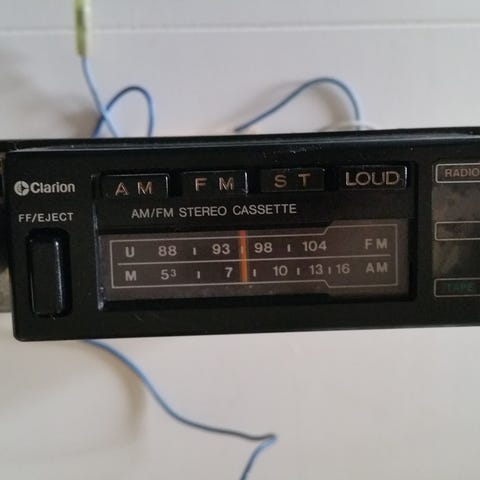 Clarion
AM FM ST LOUD
RADIO
FF/EJECT
AM/FM STEREO CASSETTE
U 88 93 98 104 FM
M 5³ 7 10 13 16 AM
TAPE